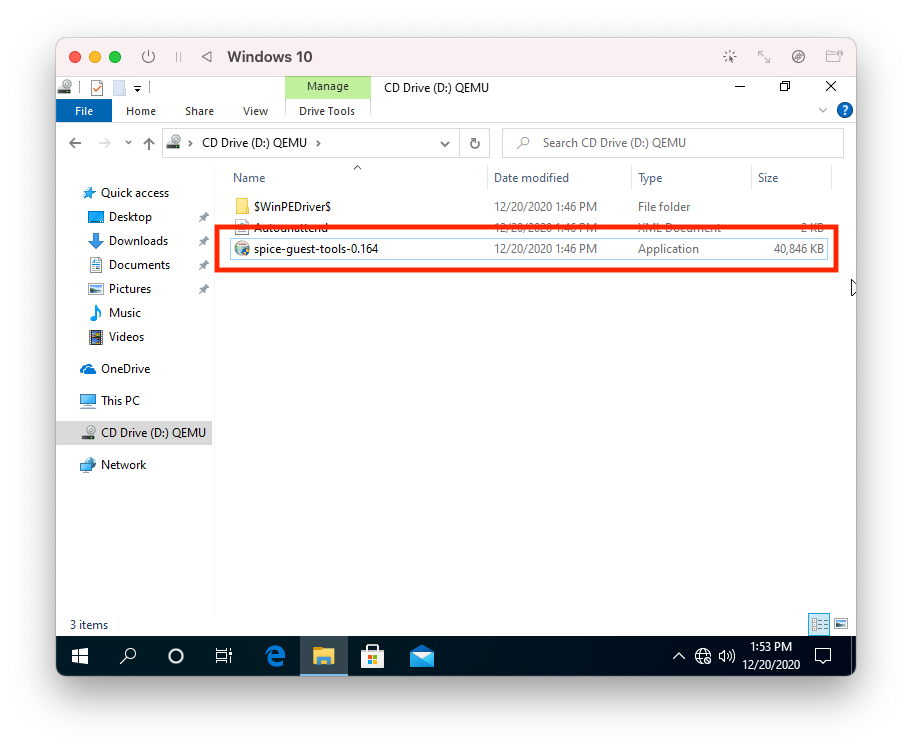 Windows 10
Manage
CD Drive (D:) QEMU
File
Home
Share
View
Drive Tools
?
CD Drive (D:) QEMU
Search CD Drive (D:) QEMU
Name
Date modified
Type
Size
Quick access
Desktop
Downloads
Documents
Pictures
Music
Videos
OneDrive
This PC
CD Drive (D:) QEMU
Network
$WinPEDriver$ 12/20/2020 1:46 PM File folder
Autounattend 12/20/2020 1:46 PM XML Document 2 KB
spice-guest-tools-0.164 12/20/2020 1:46 PM Application 40,846 KB
3 items
1:53 PM
12/20/2020